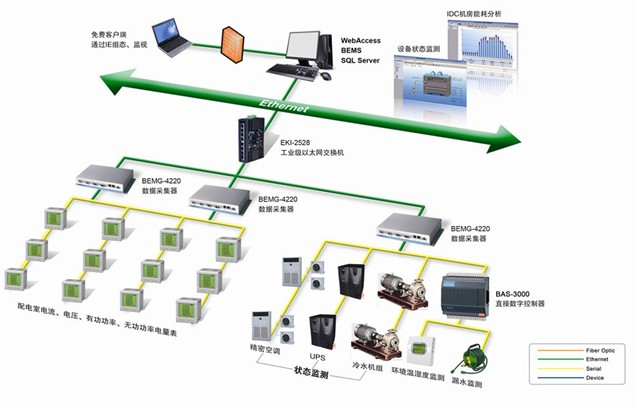 IDC机房能耗分析
免费客户端
通过IE组态、监视
WebAccess
BEMS
SQL Server
设备状态监测
Ethernet
EKI-2528
工业级以太网交换机
BEMG-4220
数据采集器
BEMG-4220
数据采集器
BEMG-4220
数据采集器
BAS-3000
直接数字控制器
配电室电流、电压、有功功率、无功功率电量表
精密空调
UPS
冷水机组
环境温湿度监测
漏水监测
状态监测
Fiber Optic
Ethernet
Serial
Device